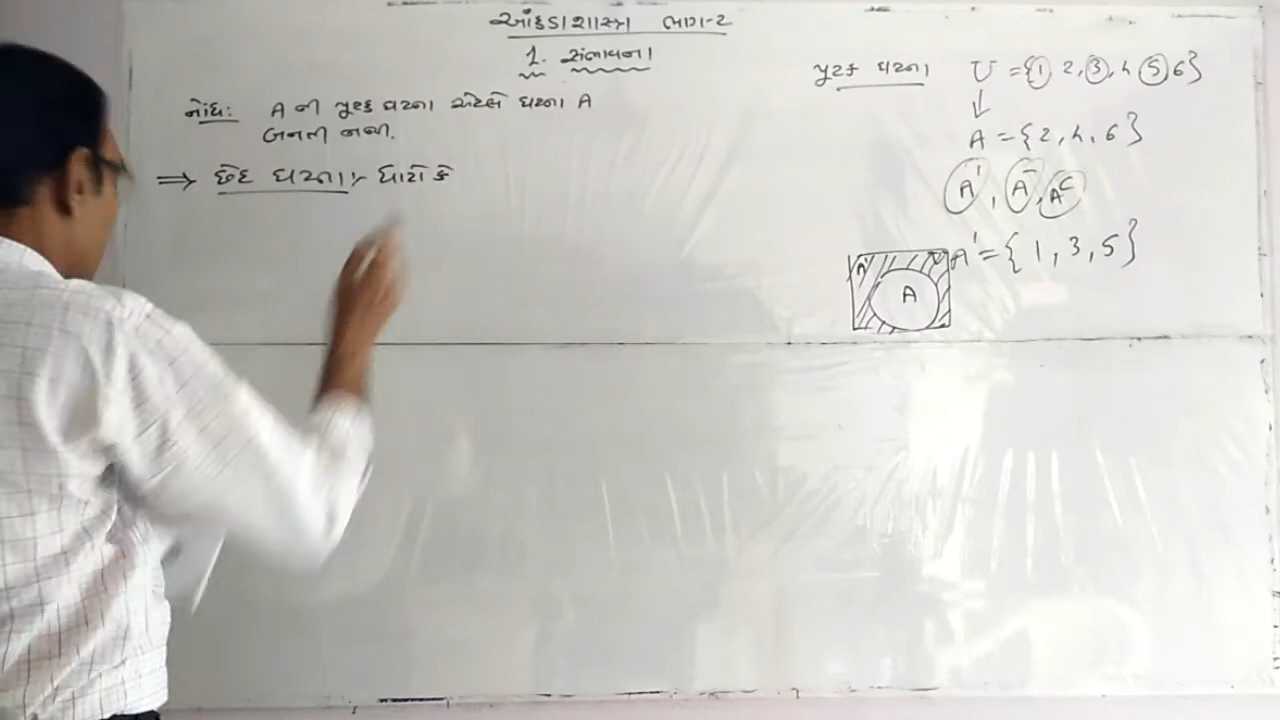 આંકડાશાસ્ત્ર ભાગ-2
1. સંભાવના
નોંધ: A ની પૂરક ઘટના એટલે ઘટના A
બનતી નથી.
⇒ છેદ ઘટના:- ધારો કે
પૂરક ઘટના U = {1, 2, 3, 4, 5, 6}
↓
A = {2, 4, 6}
A', A̅, Aᶜ
A' = {1, 3, 5}
A' U
A